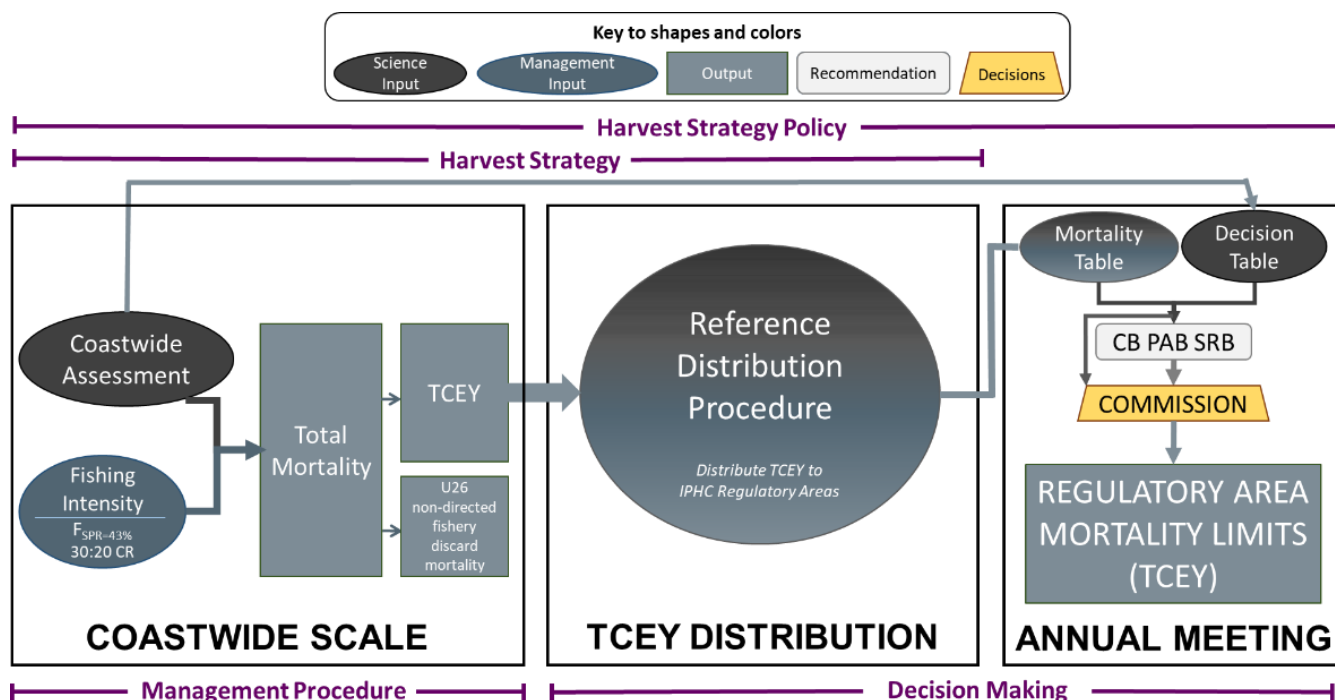 Key to shapes and colors
Science
Input
Management
Input
Output
Recommendation
Decisions
Harvest Strategy Policy
Harvest Strategy
Coastwide
Assessment
Fishing
Intensity
FSPR=43%
30:20 CR
Total
Mortality
TCEY
U26
non-directed
fishery
discard
mortality
COASTWIDE SCALE
Reference
Distribution
Procedure
Distribute TCEY to
IPHC Regulatory Areas
TCEY DISTRIBUTION
Mortality
Table
Decision
Table
CB PAB SRB
COMMISSION
REGULATORY AREA
MORTALITY LIMITS
(TCEY)
ANNUAL MEETING
Management Procedure
Decision Making